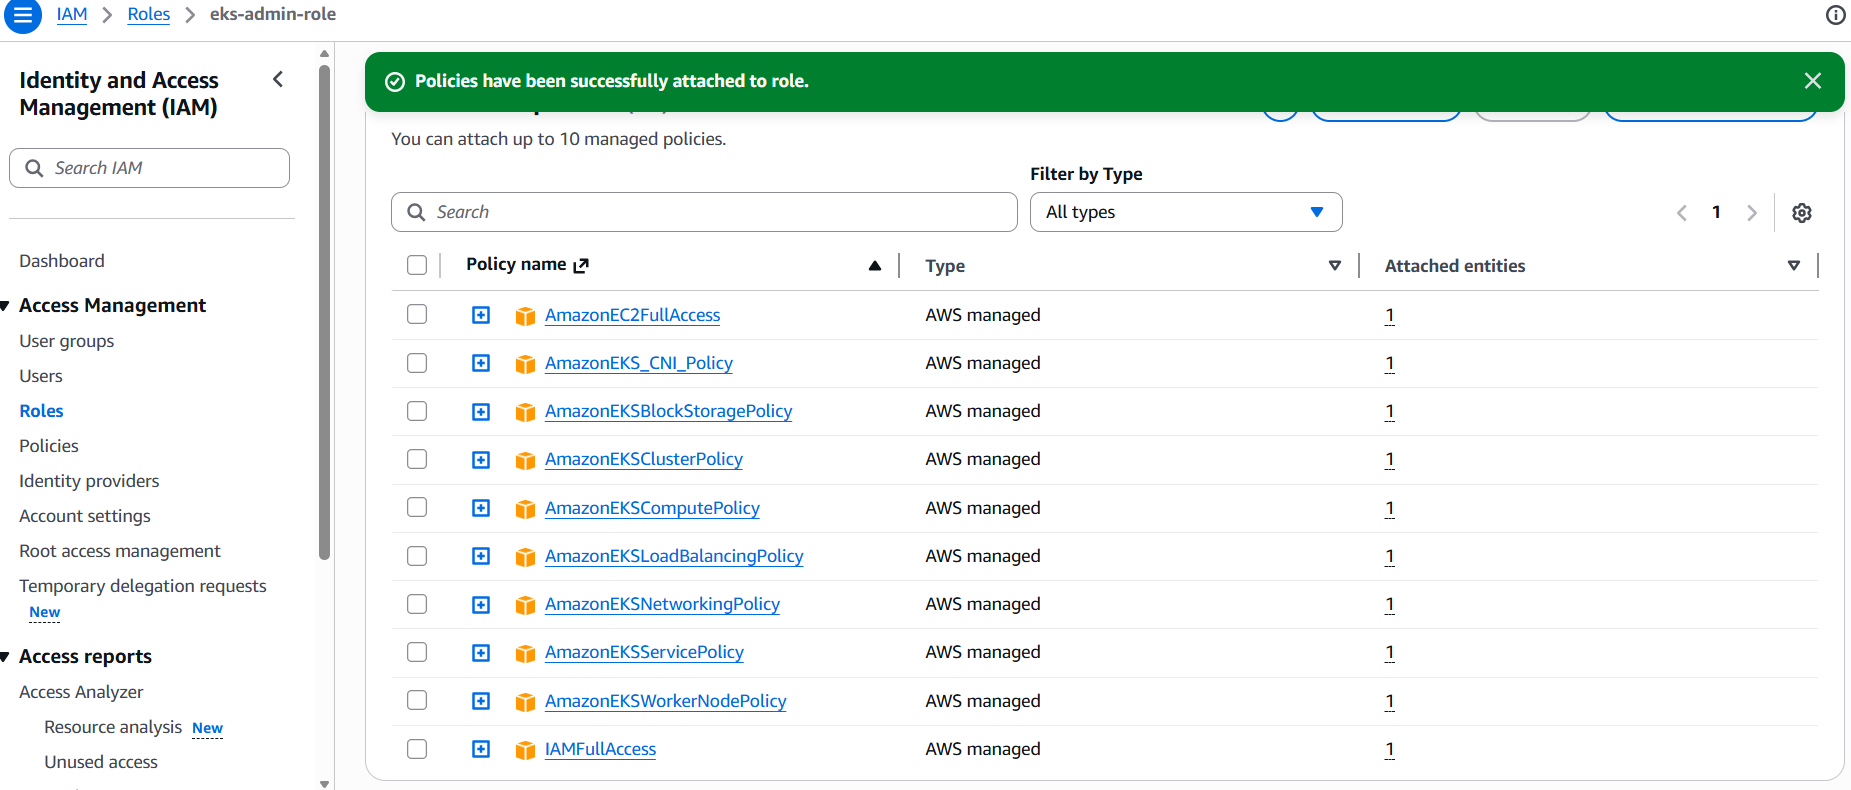 IAM > Roles > eks-admin-role
Identity and Access
Management (IAM)
Search IAM
Dashboard
Access Management
User groups
Users
Roles
Policies
Identity providers
Account settings
Root access management
Temporary delegation requests
New
Access reports
Access Analyzer
Resource analysis New
Unused access
Policies have been successfully attached to role.
You can attach up to 10 managed policies.
Filter by Type
Search
All types
1
Policy name Type Attached entities
AmazonEC2FullAccess AWS managed 1
AmazonEKS_CNI_Policy AWS managed 1
AmazonEKSBlockStoragePolicy AWS managed 1
AmazonEKSClusterPolicy AWS managed 1
AmazonEKSComputePolicy AWS managed 1
AmazonEKSLoadBalancingPolicy AWS managed 1
AmazonEKSNetworkingPolicy AWS managed 1
AmazonEKSServicePolicy AWS managed 1
AmazonEKSWorkerNodePolicy AWS managed 1
IAMFullAccess AWS managed 1